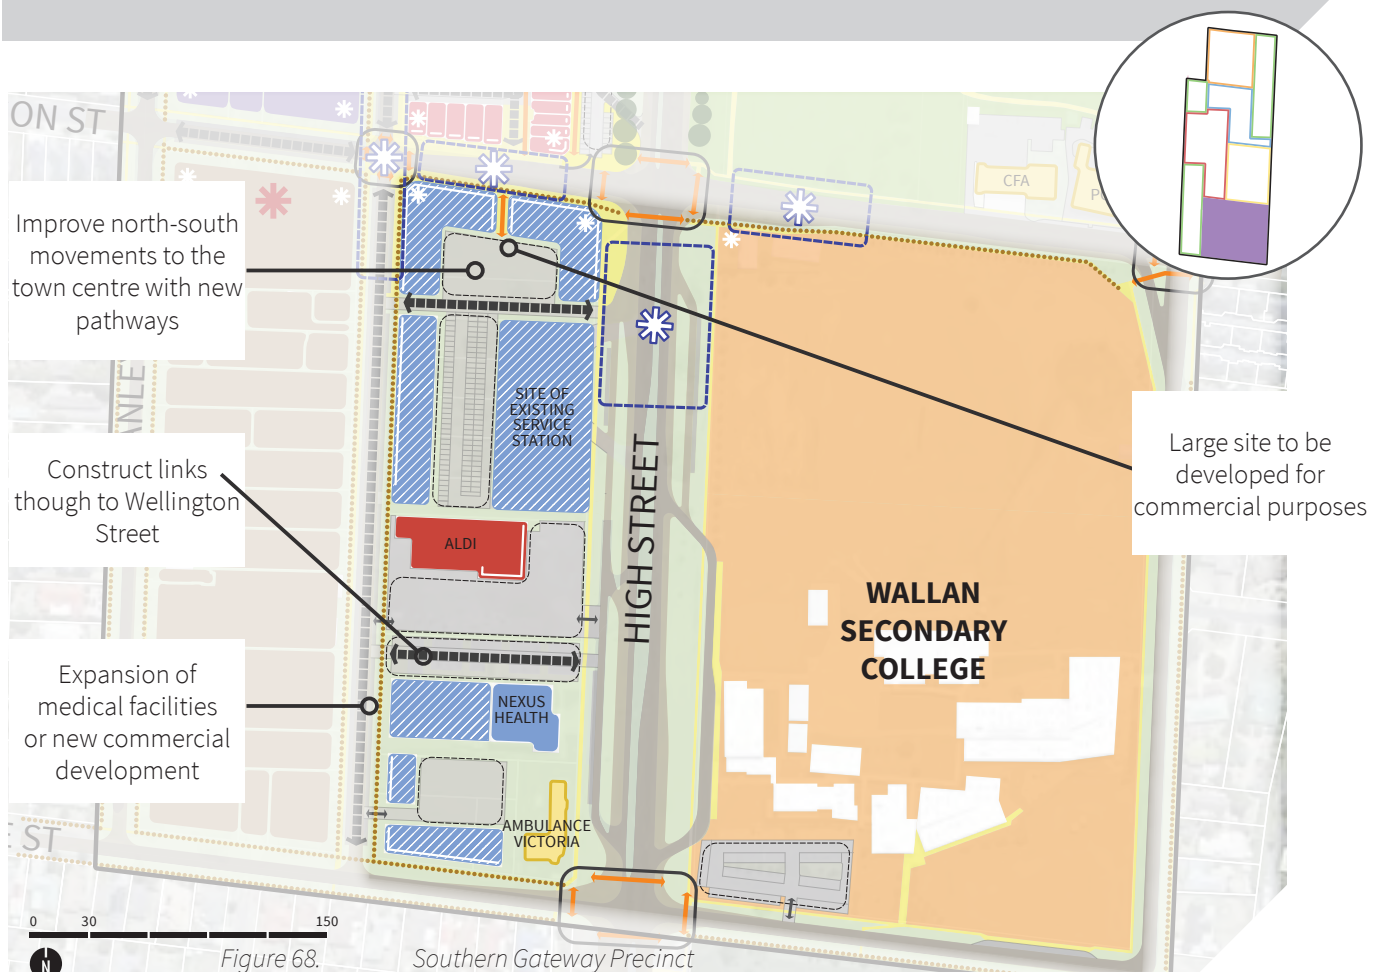 ON ST
CFA
Improve north-south
movements to the
town centre with new
pathways
SITE OF
EXISTING
SERVICE
STATION
ANLE
HIGH STREET
Large site to be
developed for
commercial purposes
Construct links
though to Wellington
Street
ALDI
WALLAN
SECONDARY
COLLEGE
Expansion of
medical facilities
or new commercial
development
NEXUS
HEALTH
AMBULANCE
VICTORIA
E ST
0 30 150
N
Figure 68. Southern Gateway Precinct